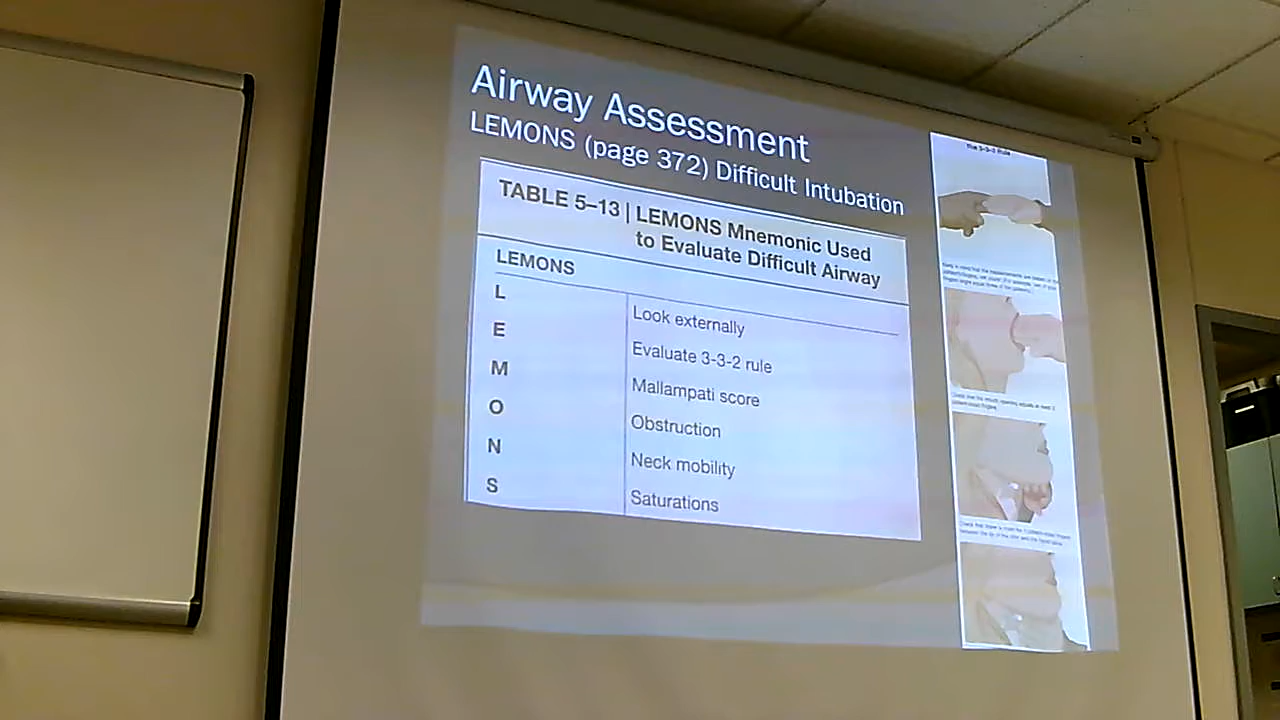 Airway Assessment
LEMONS (page 372) Difficult Intubation
TABLE 5–13 | LEMONS Mnemonic Used
to Evaluate Difficult Airway
LEMONS
L Look externally
E Evaluate 3-3-2 rule
M Mallampati score
O Obstruction
N Neck mobility
S Saturations
The 3-3-2 Rule